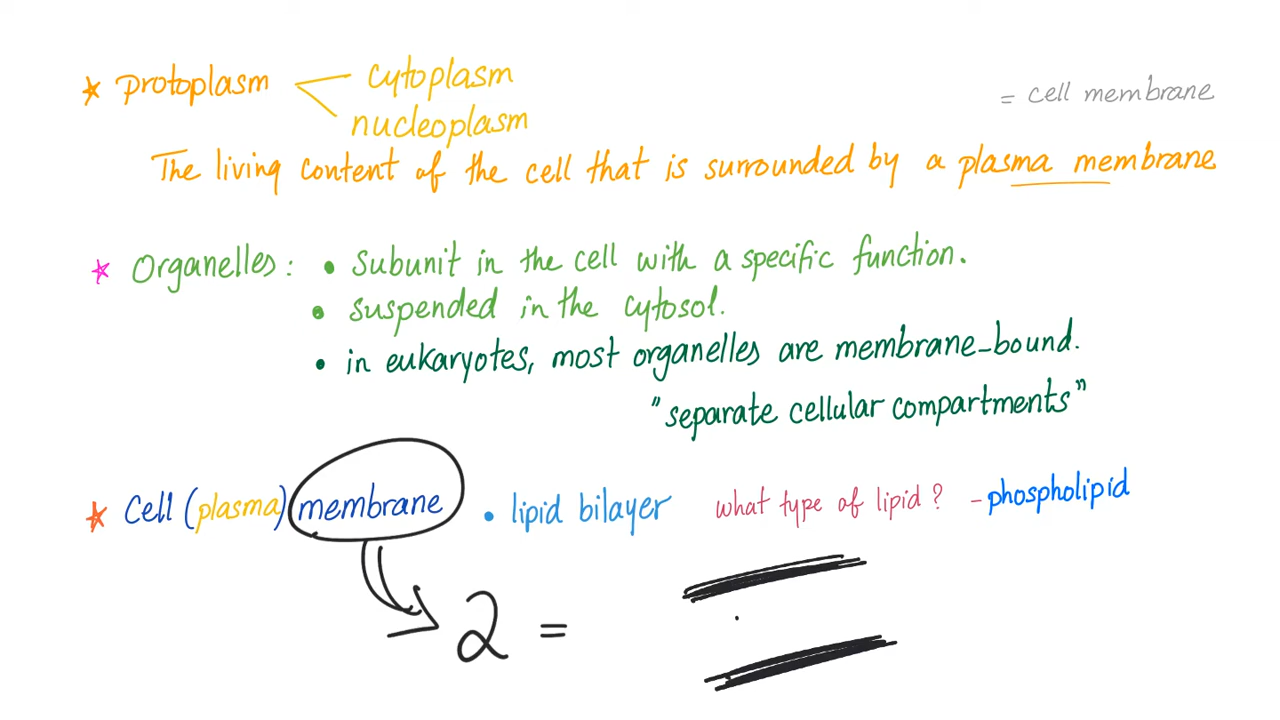 ★ Protoplasm cytoplasm
nucleoplasm
= cell membrane
The living content of the cell that is surrounded by a plasma membrane
★ Organelles: • Subunit in the cell with a specific function.
• suspended in the cytosol.
• in eukaryotes, most organelles are membrane-bound.
"separate cellular compartments"
★ Cell (plasma) membrane • lipid bilayer what type of lipid? - phospholipid
2 =